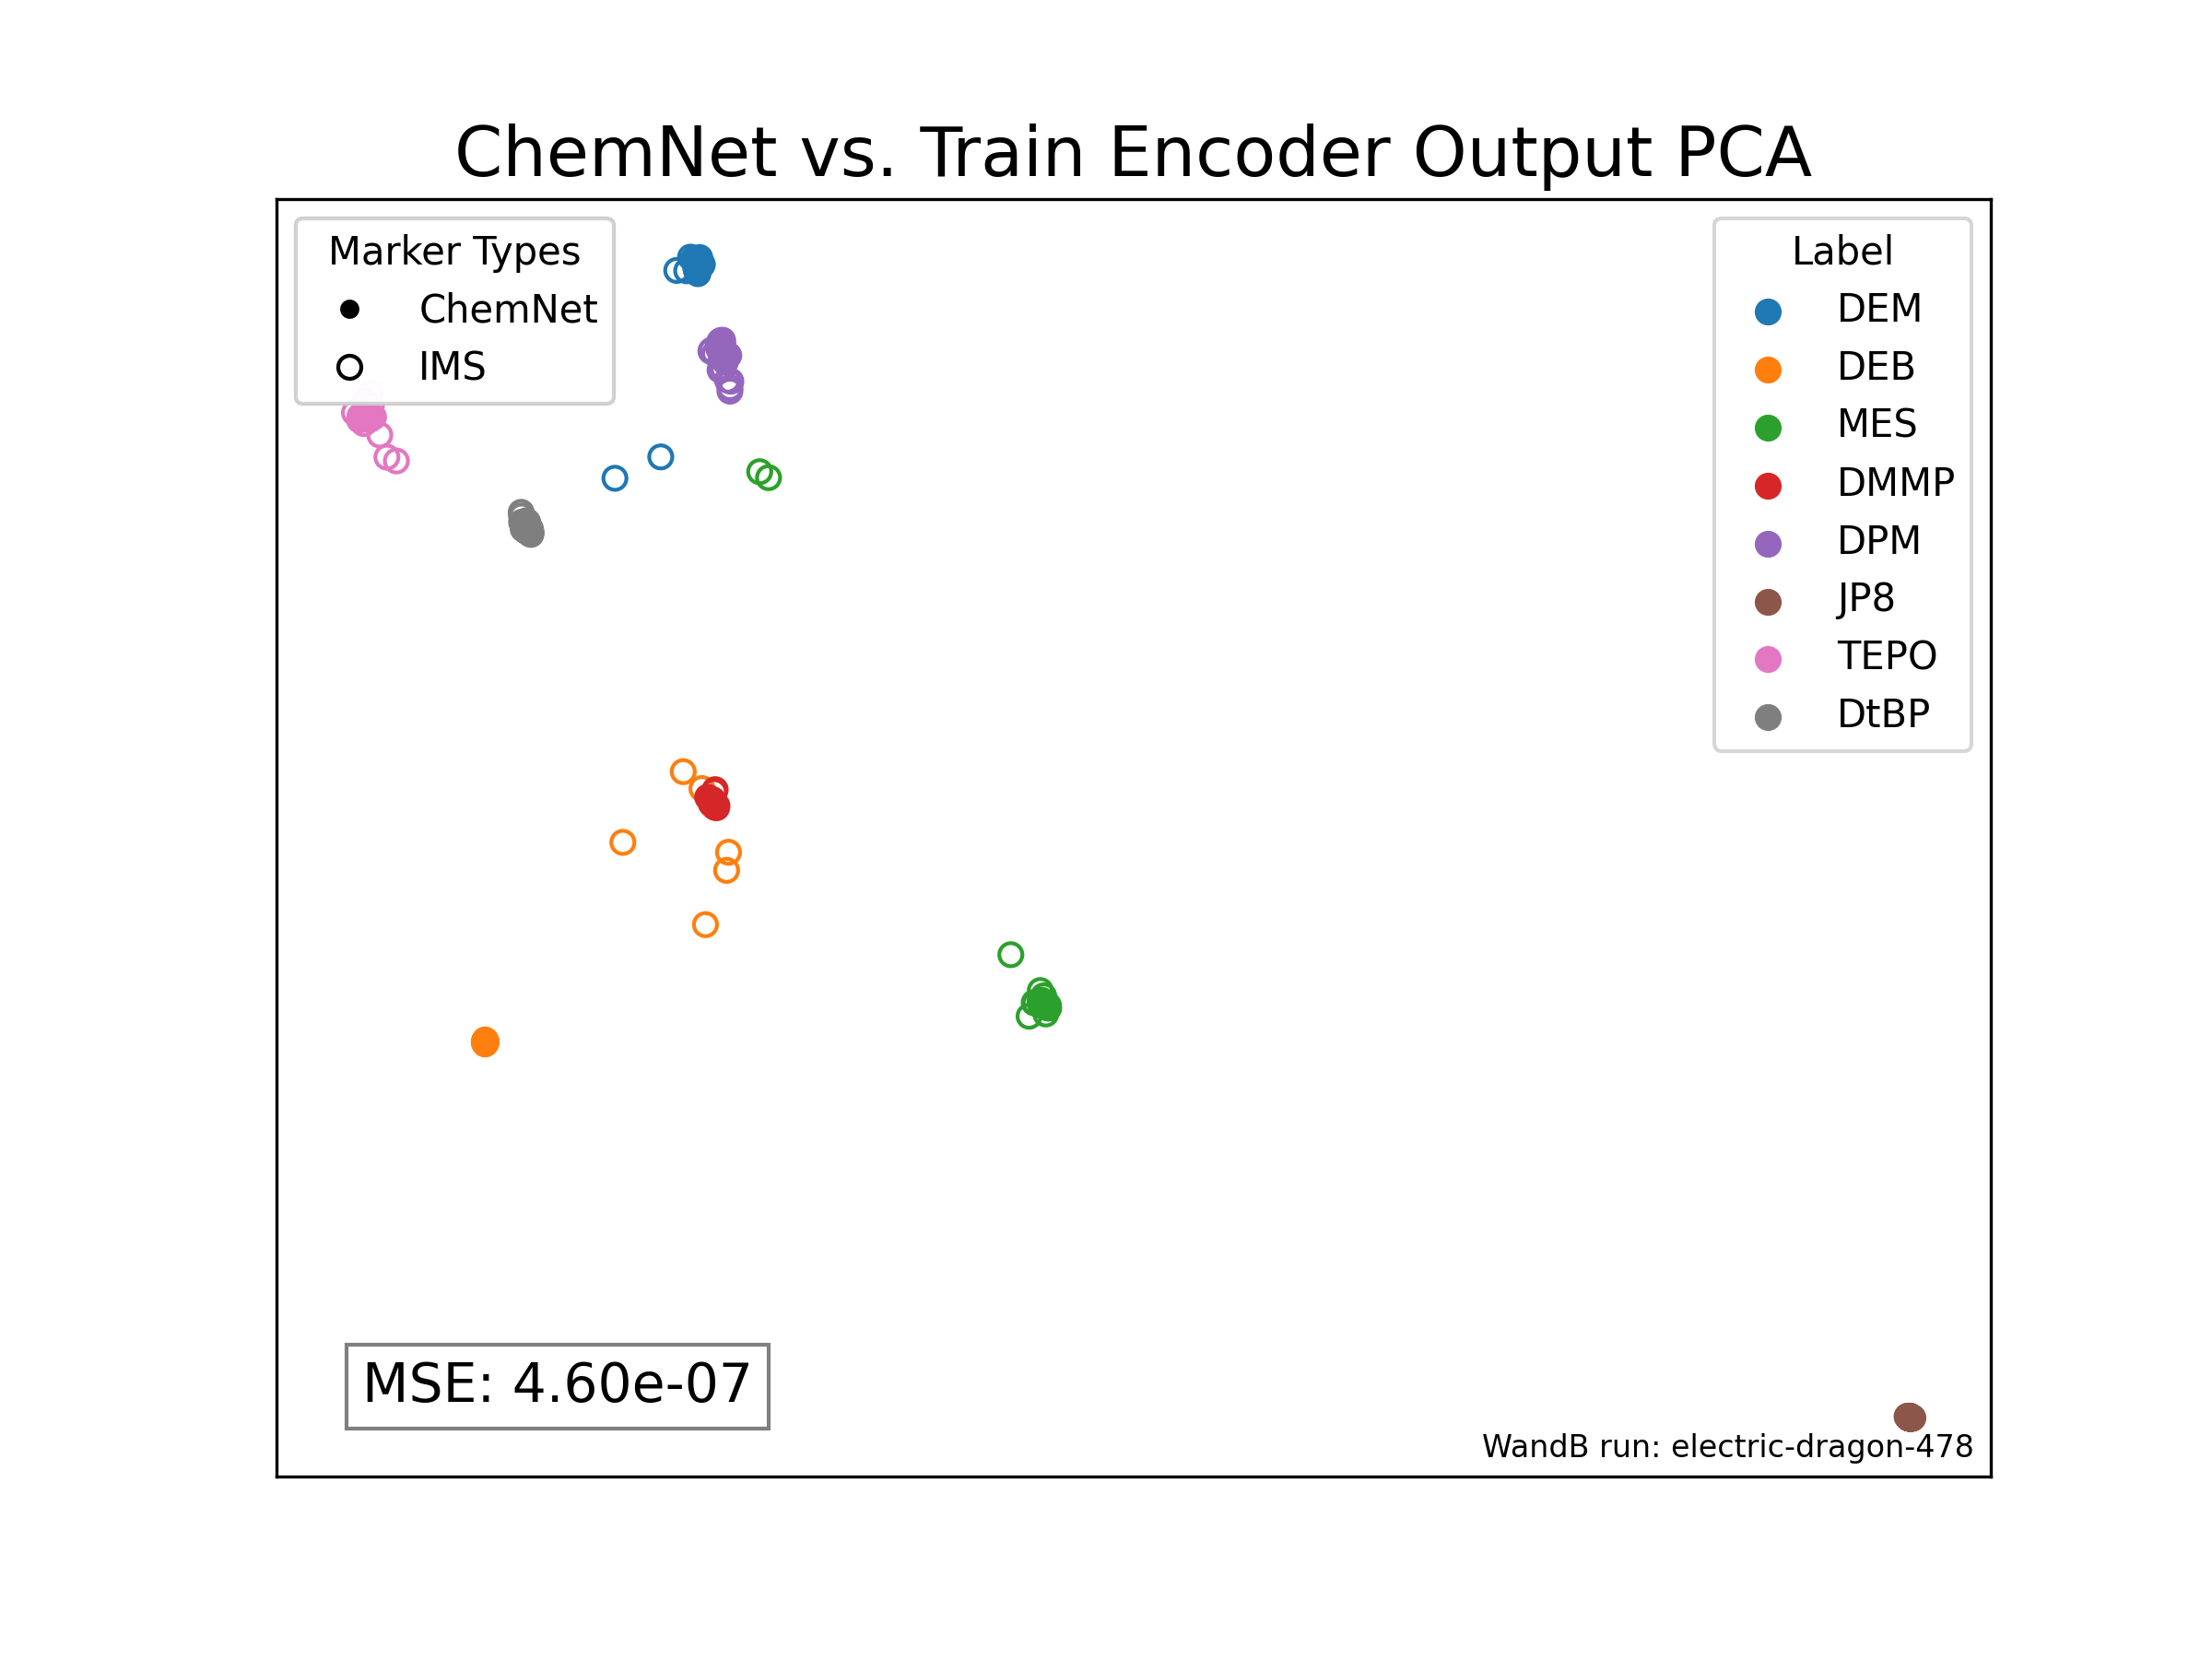 ChemNet vs. Train Encoder Output PCA
Marker Types
ChemNet
IMS
Label
DEM
DEB
MES
DMMP
DPM
JP8
TEPO
DtBP
MSE: 4.60e-07
WandB run: electric-dragon-478